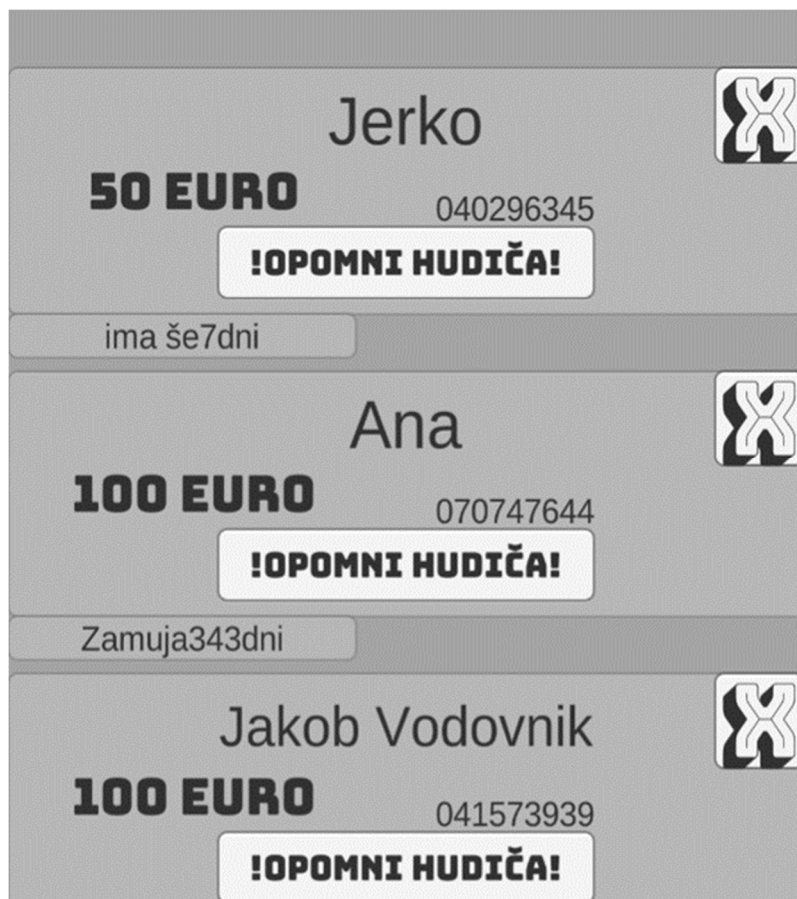 Jerko
X
50 EURO
040296345
!OPOMNI HUDIČA!
ima še7dni
Ana
X
100 EURO
070747644
!OPOMNI HUDIČA!
Zamuja343dni
Jakob Vodovnik
X
100 EURO
041573939
!OPOMNI HUDIČA!